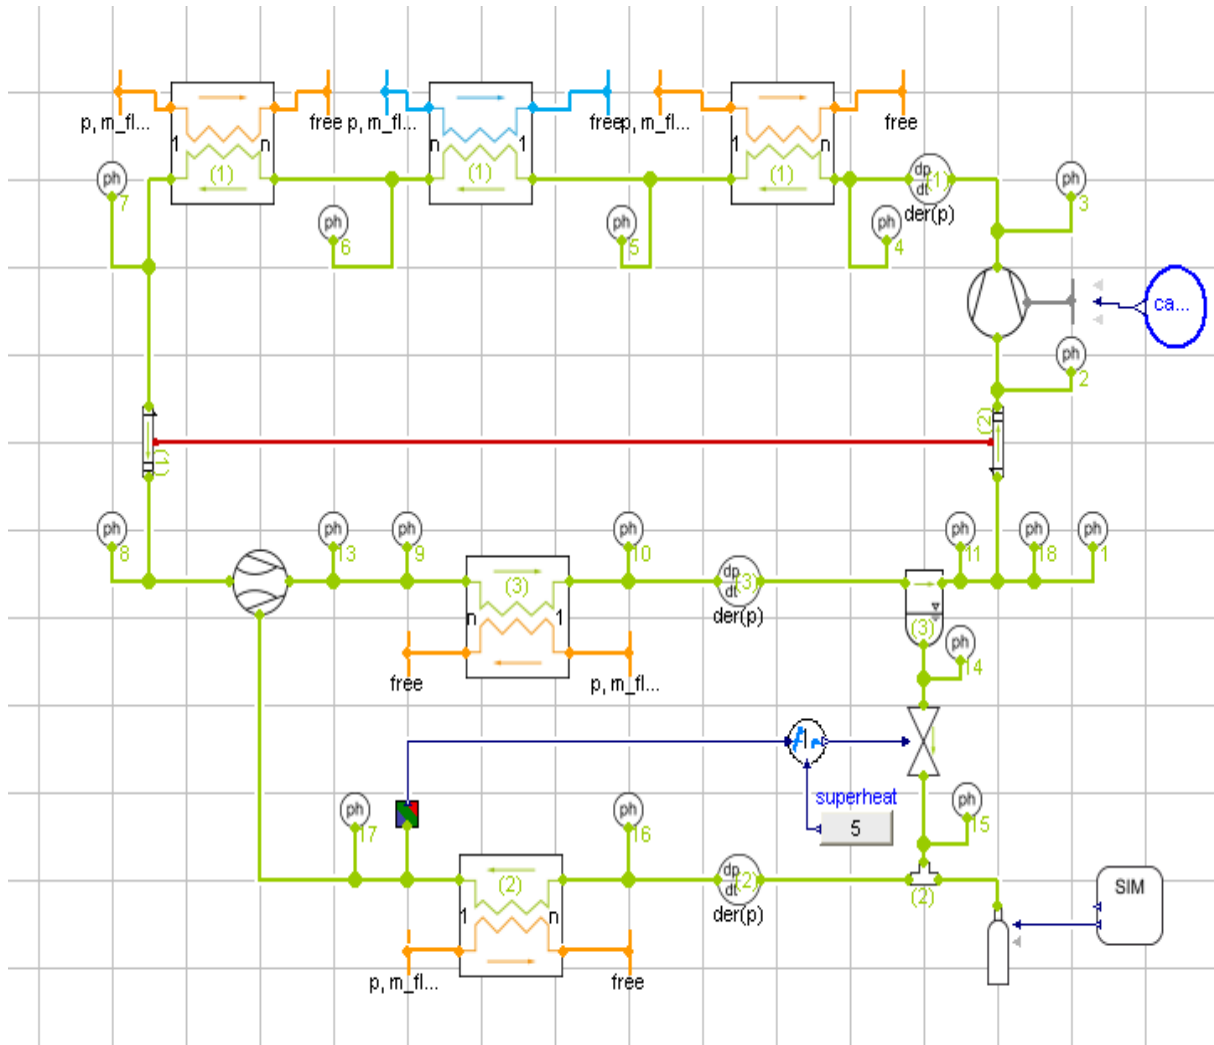 p, m_fl...
free
p, m_fl...
free
p, m_fl...
free
1
n
n
1
1
n
(1)
(1)
(1)
dp
dt
(1)
der(p)
ph
7
ph
6
ph
5
ph
4
ph
3
ca...
ph
2
(1)
(2)
ph
8
ph
13
ph
9
ph
10
ph
11
ph
18
ph
1
(3)
n
1
dp
dt
(3)
der(p)
(3)
ph
14
free
p, m_fl...
superheat
5
ph
15
ph
17
ph
16
(2)
1
n
dp
dt
(2)
der(p)
(2)
SIM
p, m_fl...
free